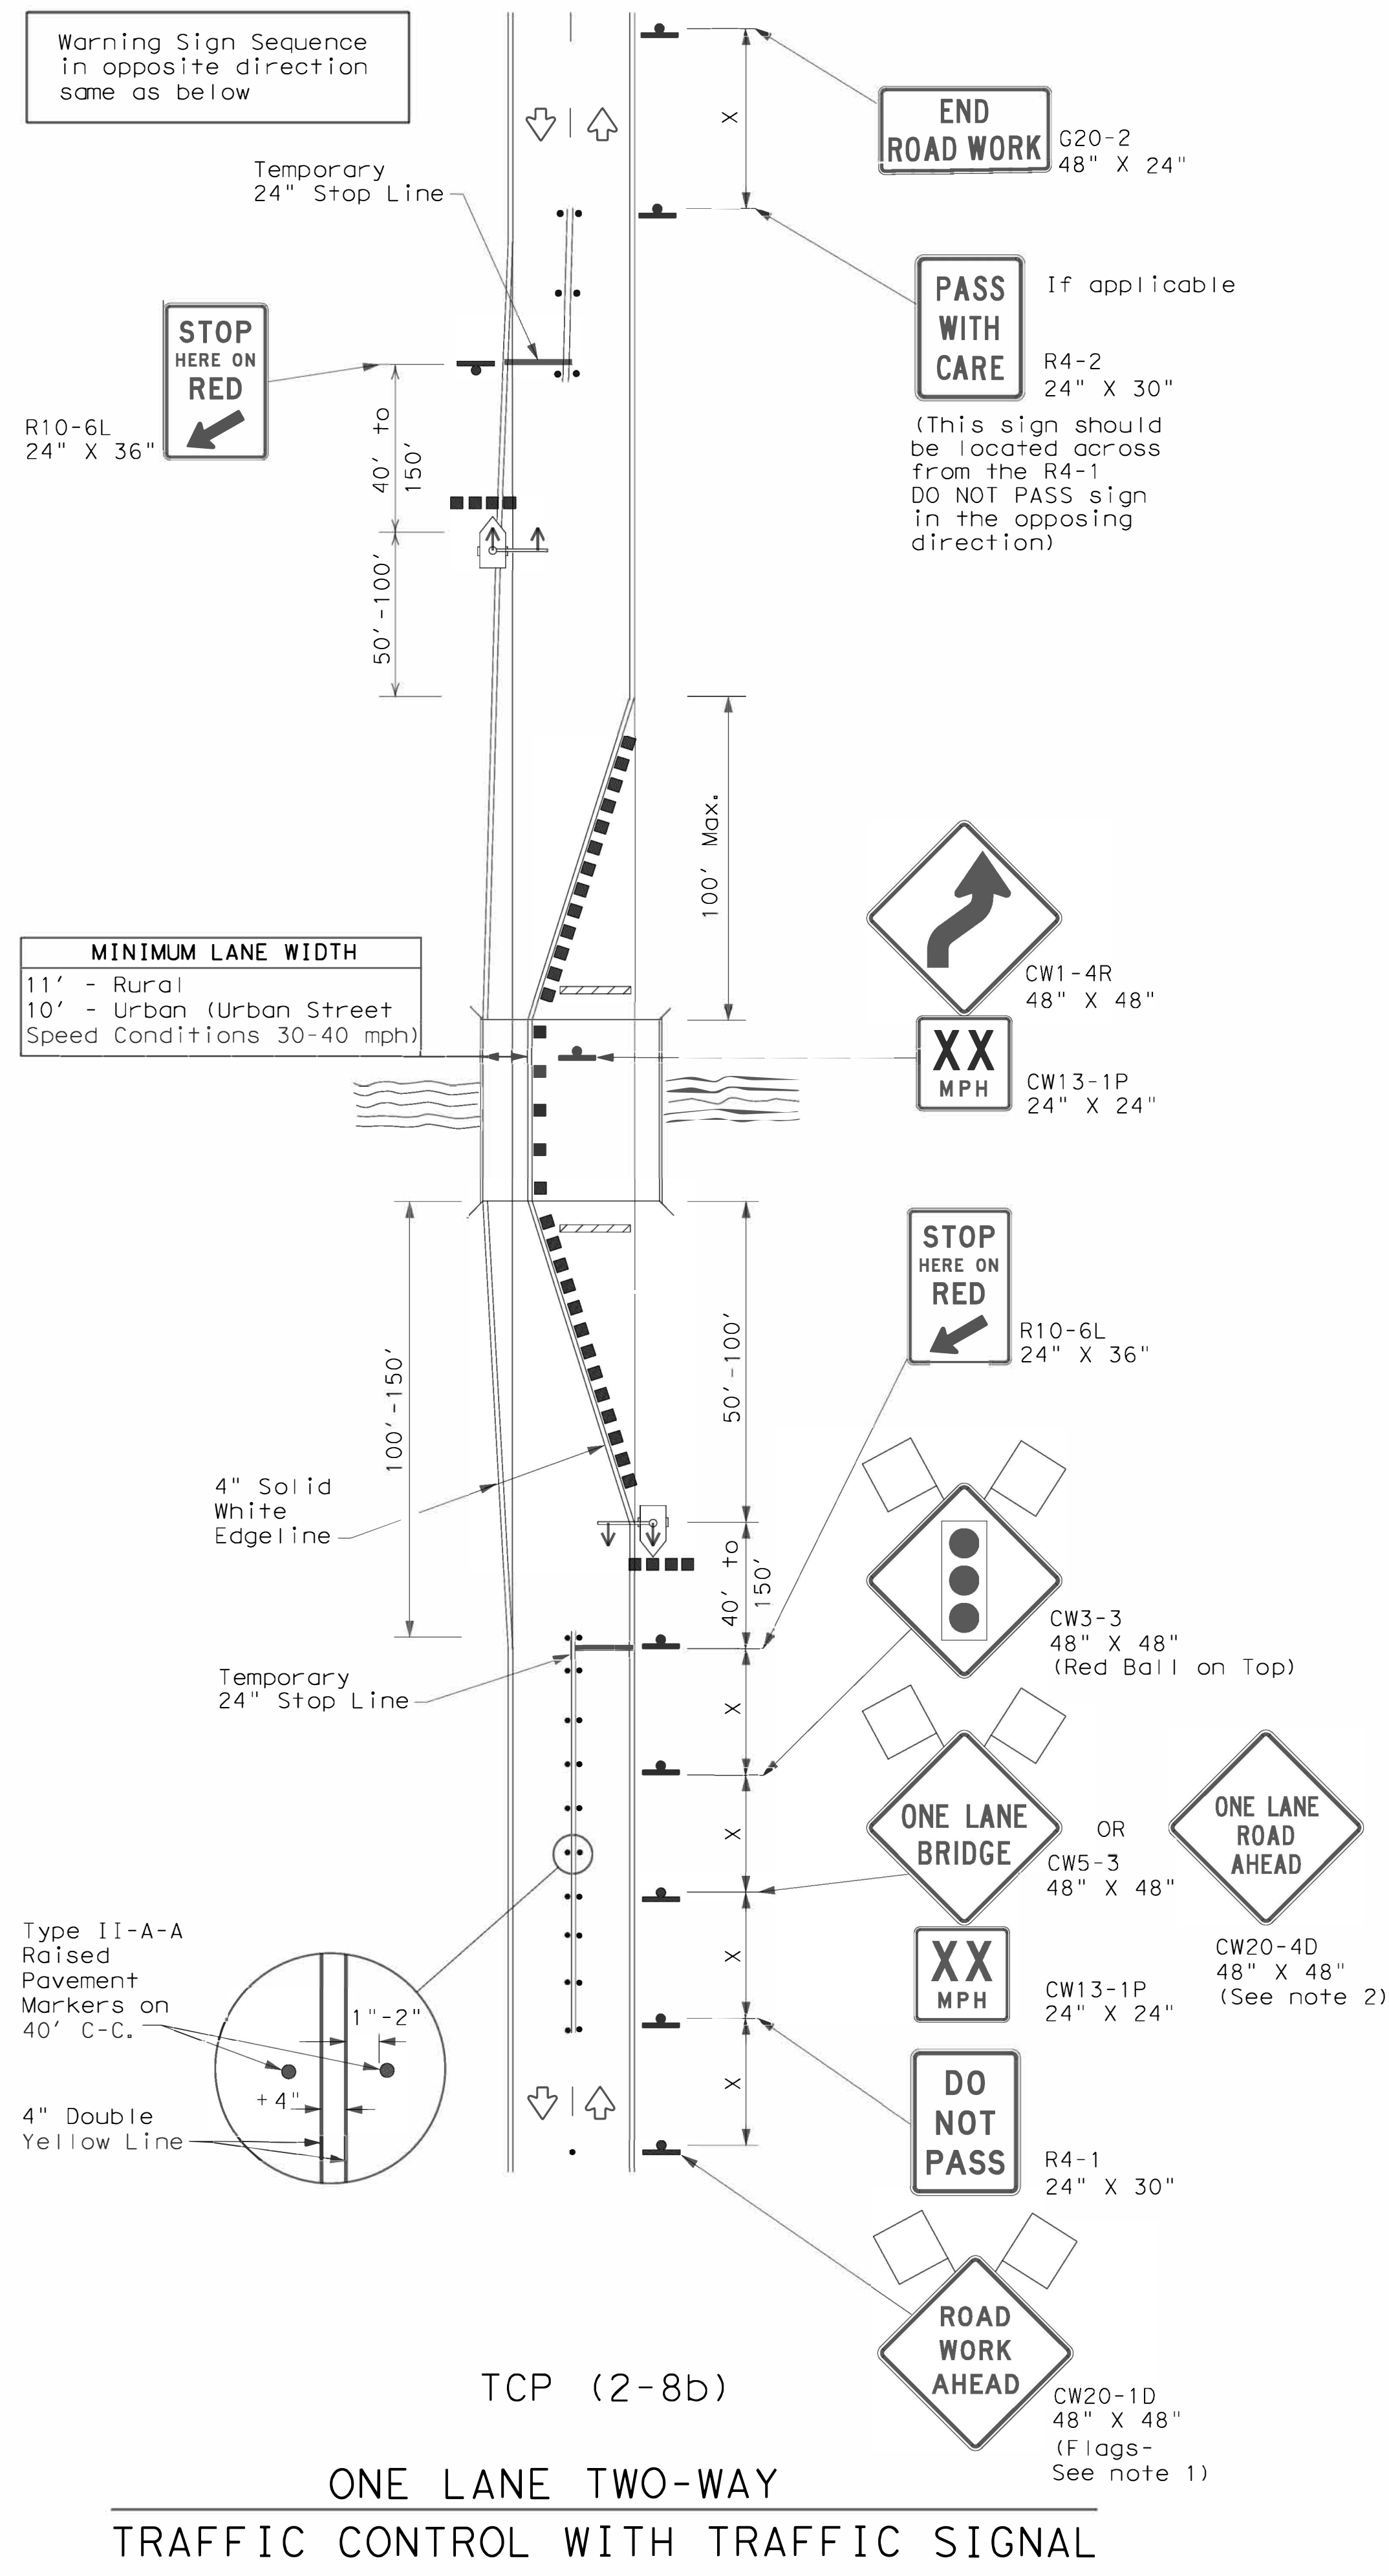 Warning Sign Sequence
in opposite direction
same as below
END
ROAD WORK
G20-2
48" X 24"
X
Temporary
24" Stop Line
PASS
WITH
CARE
If applicable
R4-2
24" X 30"
(This sign should
be located across
from the R4-1
DO NOT PASS sign
in the opposing
direction)
STOP
HERE ON
RED
R10-6L
24" X 36"
40' to
150'
50'-100'
100' Max.
CW1-4R
48" X 48"
MINIMUM LANE WIDTH
11' - Rural
10' - Urban (Urban Street
Speed Conditions 30-40 mph)
XX
MPH
CW13-1P
24" X 24"
STOP
HERE ON
RED
R10-6L
24" X 36"
100'-150'
50'-100'
4" Solid
White
Edgeline
40' to
150'
CW3-3
48" X 48"
(Red Ball on Top)
Temporary
24" Stop Line
X
X
X
X
ONE LANE
BRIDGE
OR
CW5-3
48" X 48"
ONE LANE
ROAD
AHEAD
CW20-4D
48" X 48"
(See note 2)
XX
MPH
CW13-1P
24" X 24"
Type II-A-A
Raised
Pavement
Markers on
40' C-C.
1"-2"
+4"
4" Double
Yellow Line
DO
NOT
PASS
R4-1
24" X 30"
ROAD
WORK
AHEAD
CW20-1D
48" X 48"
(Flags-
See note 1)
TCP (2-8b)
ONE LANE TWO-WAY
TRAFFIC CONTROL WITH TRAFFIC SIGNAL